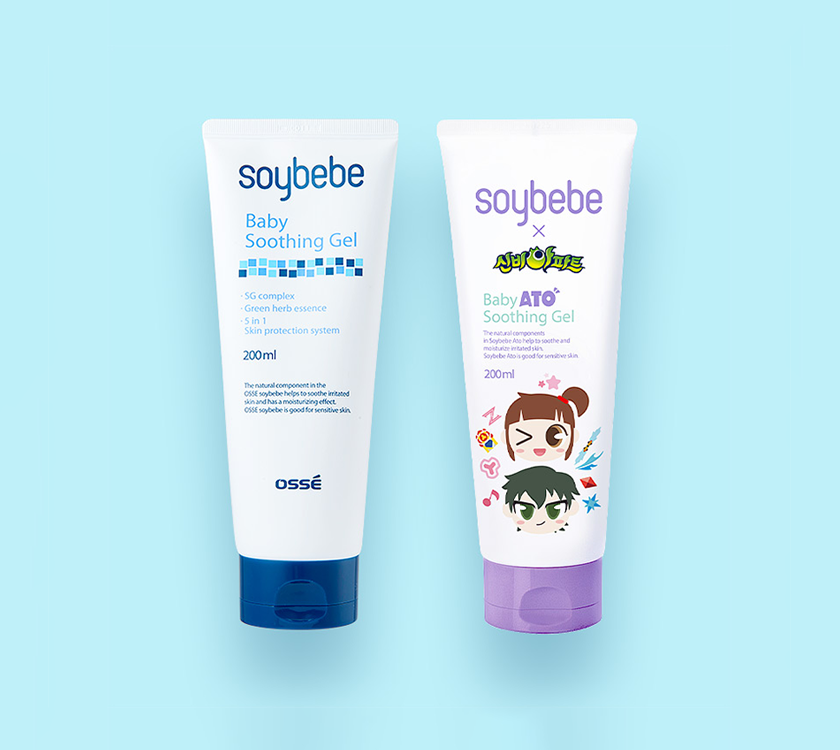 soybebe
Baby
Soothing Gel
· SG complex
· Green herb essence
· 5 in 1
Skin protection system
200ml
The natural component in the
OSSE soybebe helps to soothe irritated
skin and has a moisturizing effect.
OSSE soybebe is good for sensitive skin.
OSSÉ
soybebe
×
신비아파트
Baby ATO
Soothing Gel
The natural components
in Soybebe Ato help to soothe and
moisturize irritated skin.
Soybebe Ato is good for sensitive skin.
200ml